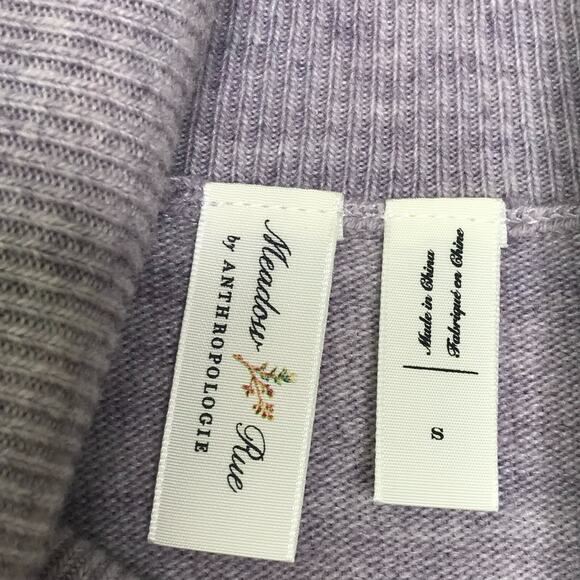 Meadow Rue
by ANTHROPOLOGIE
Made in China
Fabriqué en Chine
S